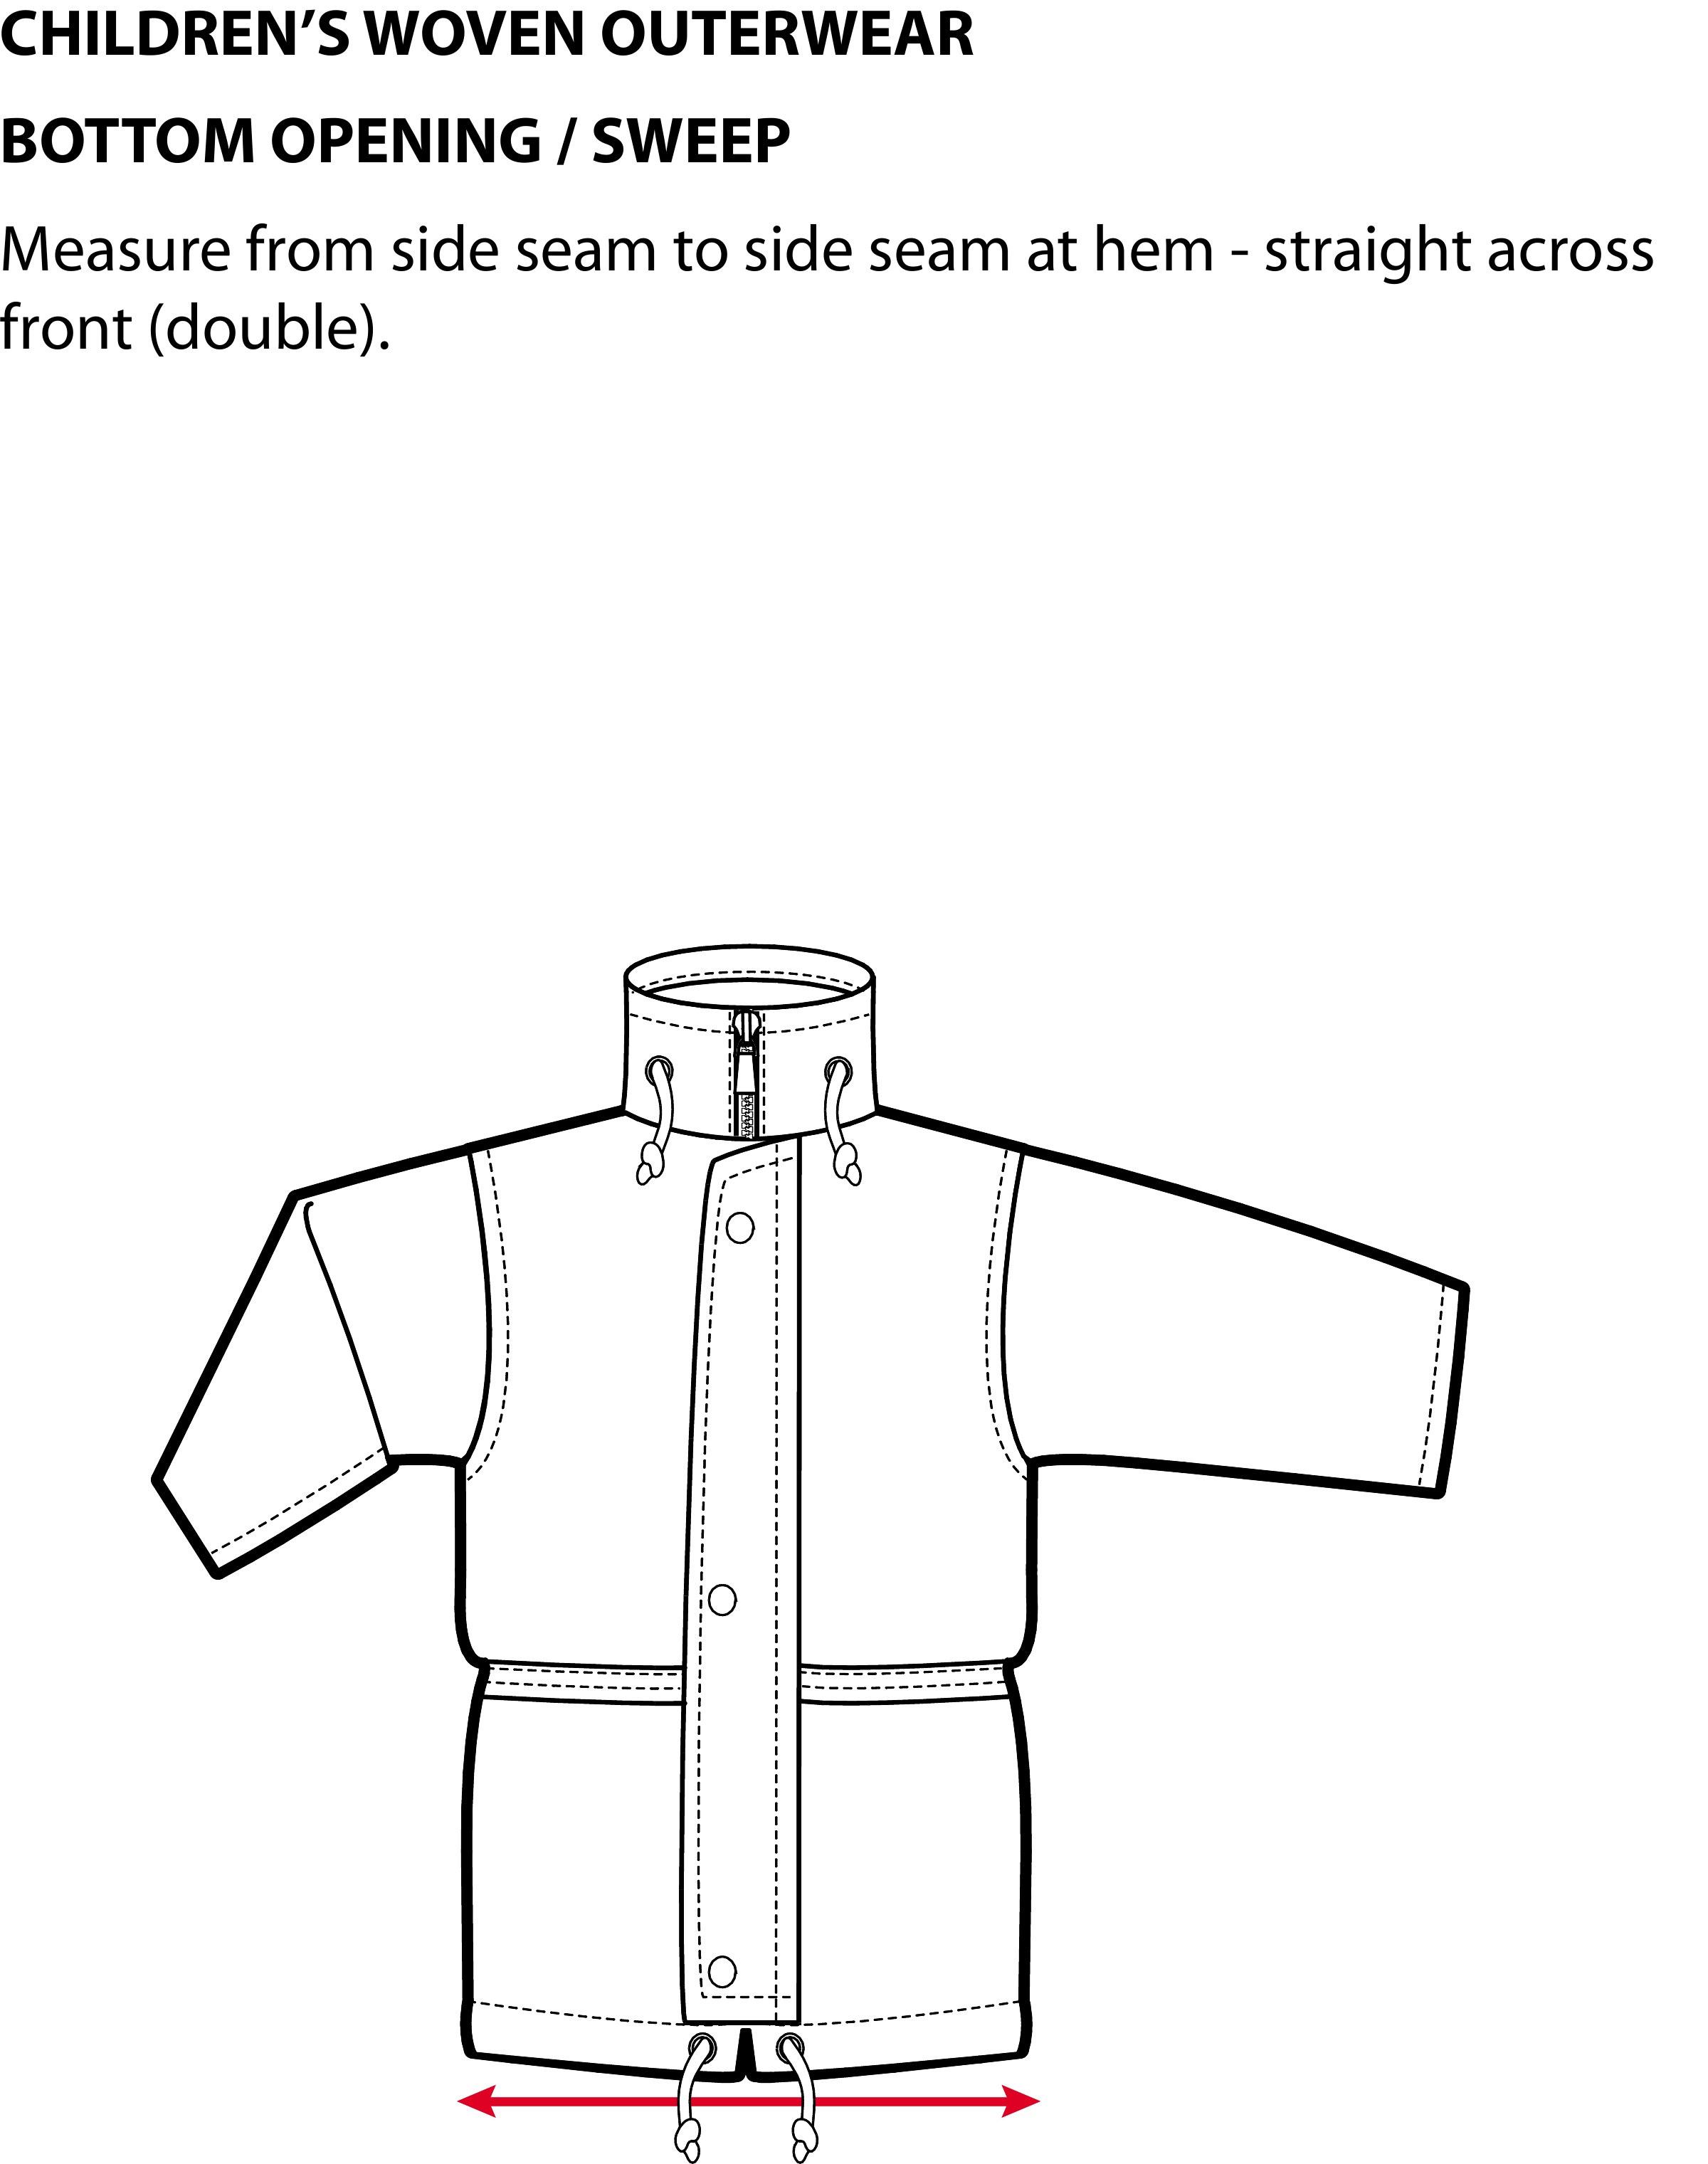 CHILDREN’S WOVEN OUTERWEAR
BOTTOM OPENING / SWEEP
Measure from side seam to side seam at hem - straight across
front (double).